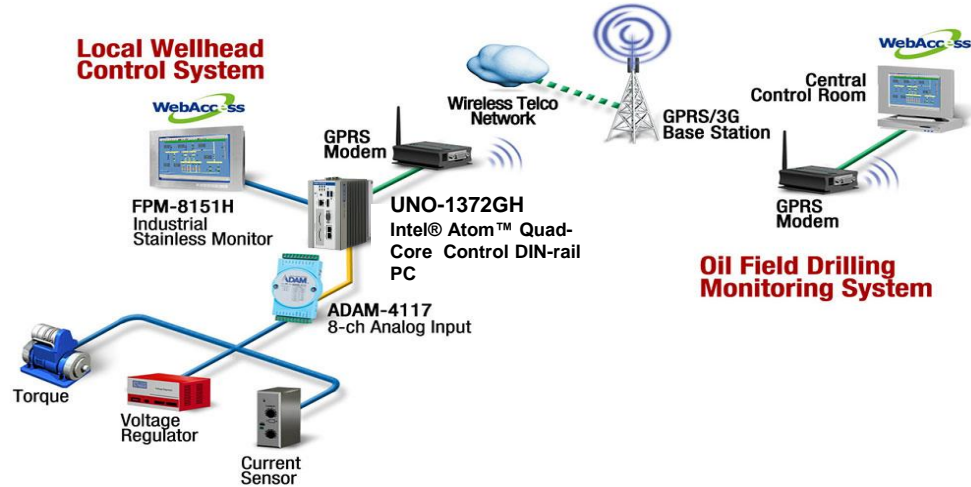 Local Wellhead
Control System
WebAccess
FPM-8151H
Industrial
Stainless Monitor
GPRS
Modem
Wireless Telco
Network
GPRS/3G
Base Station
WebAccess
Central
Control Room
GPRS
Modem
UNO-1372GH
Intel® Atom™ Quad-
Core Control DIN-rail
PC
Oil Field Drilling
Monitoring System
ADAM
ADAM-4117
8-ch Analog Input
Torque
Voltage
Regulator
Current
Sensor